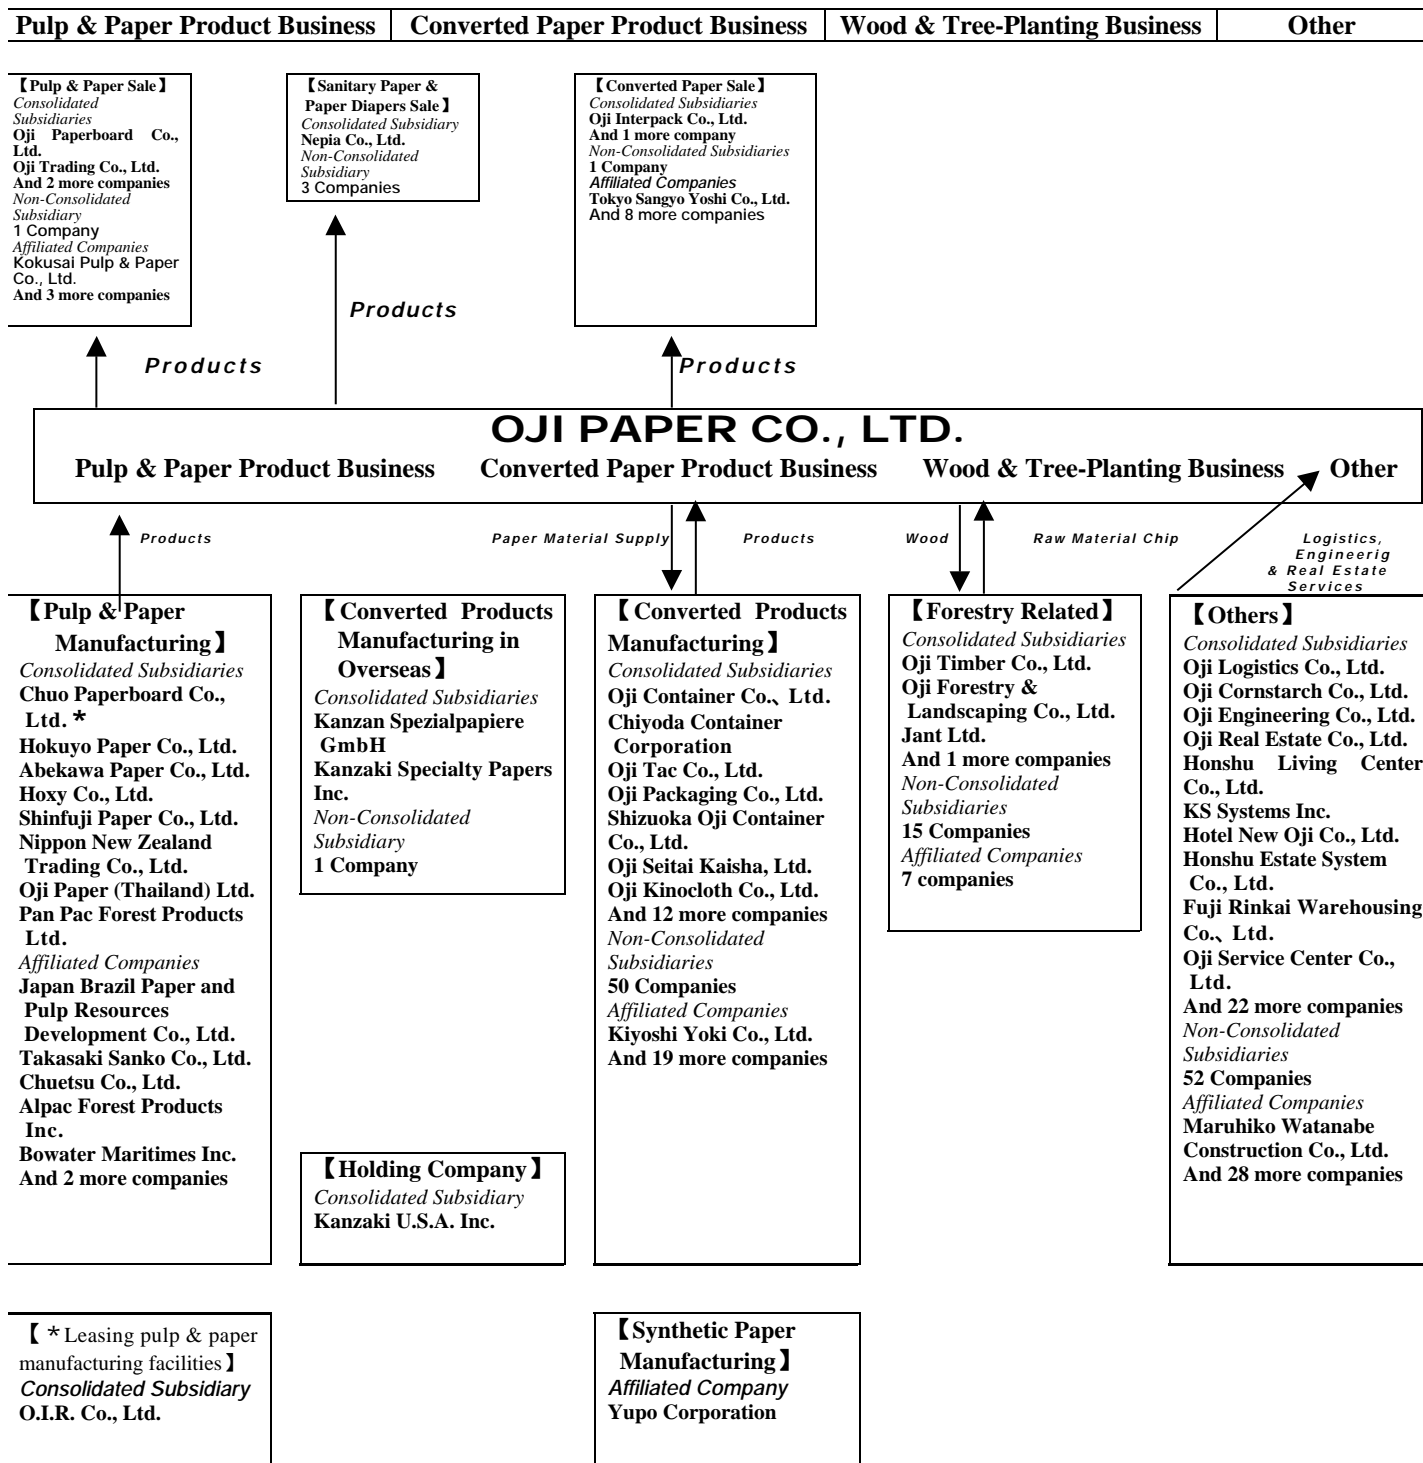 Pulp & Paper Product Business
Converted Paper Product Business
Wood & Tree-Planting Business
Other
【Pulp & Paper Sale】
Consolidated
Subsidiaries
Oji Paperboard Co.,
Ltd.
Oji Trading Co., Ltd.
And 2 more companies
Non-Consolidated
Subsidiary
1 Company
Affiliated Companies
Kokusai Pulp & Paper
Co., Ltd.
And 3 more companies
【Sanitary Paper &
Paper Diapers Sale】
Consolidated Subsidiary
Nepia Co., Ltd.
Non-Consolidated
Subsidiary
3 Companies
【Converted Paper Sale】
Consolidated Subsidiaries
Oji Interpack Co., Ltd.
And 1 more company
Non-Consolidated Subsidiaries
1 Company
Affiliated Companies
Tokyo Sangyo Yoshi Co., Ltd.
And 8 more companies
Products
Products
Products
OJI PAPER CO., LTD.
Pulp & Paper Product Business
Converted Paper Product Business
Wood & Tree-Planting Business
Other
Products
Paper Material Supply
Products
Wood
Raw Material Chip
Logistics,
Engineerig
& Real Estate
Services
【Pulp & Paper
Manufacturing】
Consolidated Subsidiaries
Chuo Paperboard Co.,
Ltd. *
Hokuyo Paper Co., Ltd.
Abekawa Paper Co., Ltd.
Hoxy Co., Ltd.
Shinfuji Paper Co., Ltd.
Nippon New Zealand
Trading Co., Ltd.
Oji Paper (Thailand) Ltd.
Pan Pac Forest Products
Ltd.
Affiliated Companies
Japan Brazil Paper and
Pulp Resources
Development Co., Ltd.
Takasaki Sanko Co., Ltd.
Chuetsu Co., Ltd.
Alpac Forest Products
Inc.
Bowater Maritimes Inc.
And 2 more companies
【Converted Products
Manufacturing in
Overseas】
Consolidated Subsidiaries
Kanzan Spezialpapiere
GmbH
Kanzaki Specialty Papers
Inc.
Non-Consolidated
Subsidiary
1 Company
【Holding Company】
Consolidated Subsidiary
Kanzaki U.S.A. Inc.
【Converted Products
Manufacturing】
Consolidated Subsidiaries
Oji Container Co.、Ltd.
Chiyoda Container
Corporation
Oji Tac Co., Ltd.
Oji Packaging Co., Ltd.
Shizuoka Oji Container
Co., Ltd.
Oji Seitai Kaisha, Ltd.
Oji Kinocloth Co., Ltd.
And 12 more companies
Non-Consolidated
Subsidiaries
50 Companies
Affiliated Companies
Kiyoshi Yoki Co., Ltd.
And 19 more companies
【Forestry Related】
Consolidated Subsidiaries
Oji Timber Co., Ltd.
Oji Forestry &
Landscaping Co., Ltd.
Jant Ltd.
And 1 more companies
Non-Consolidated
Subsidiaries
15 Companies
Affiliated Companies
7 companies
【Others】
Consolidated Subsidiaries
Oji Logistics Co., Ltd.
Oji Cornstarch Co., Ltd.
Oji Engineering Co., Ltd.
Oji Real Estate Co., Ltd.
Honshu Living Center
Co., Ltd.
KS Systems Inc.
Hotel New Oji Co., Ltd.
Honshu Estate System
Co., Ltd.
Fuji Rinkai Warehousing
Co.、Ltd.
Oji Service Center Co.,
Ltd.
And 22 more companies
Non-Consolidated
Subsidiaries
52 Companies
Affiliated Companies
Maruhiko Watanabe
Construction Co., Ltd.
And 28 more companies
【*Leasing pulp & paper
manufacturing facilities】
Consolidated Subsidiary
O.I.R. Co., Ltd.
【Synthetic Paper
Manufacturing】
Affiliated Company
Yupo Corporation